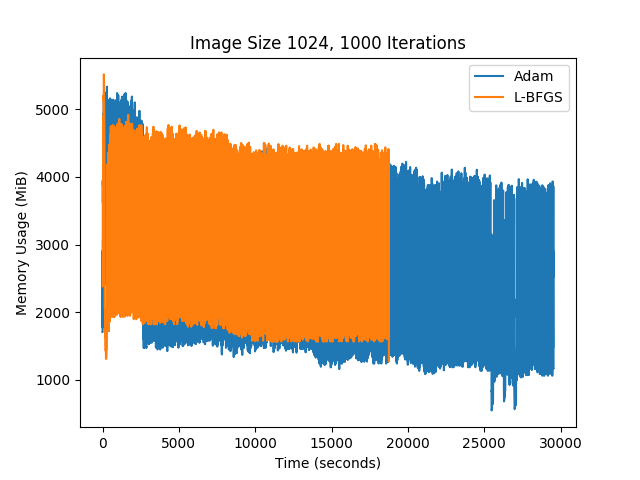 Image Size 1024, 1000 Iterations
Adam
L-BFGS
Memory Usage (MiB)
5000
4000
3000
2000
1000
0
5000
10000
15000
20000
25000
30000
Time (seconds)